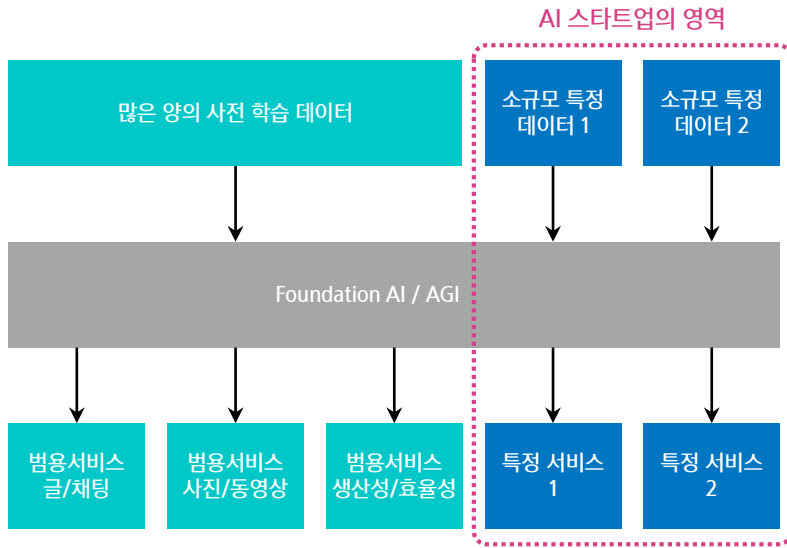 AI 스타트업의 영역
많은 양의 사전 학습 데이터
소규모 특정
데이터 1
소규모 특정
데이터 2
Foundation AI / AGI
범용서비스
글/채팅
범용서비스
사진/동영상
범용서비스
생산성/효율성
특정 서비스
1
특정 서비스
2